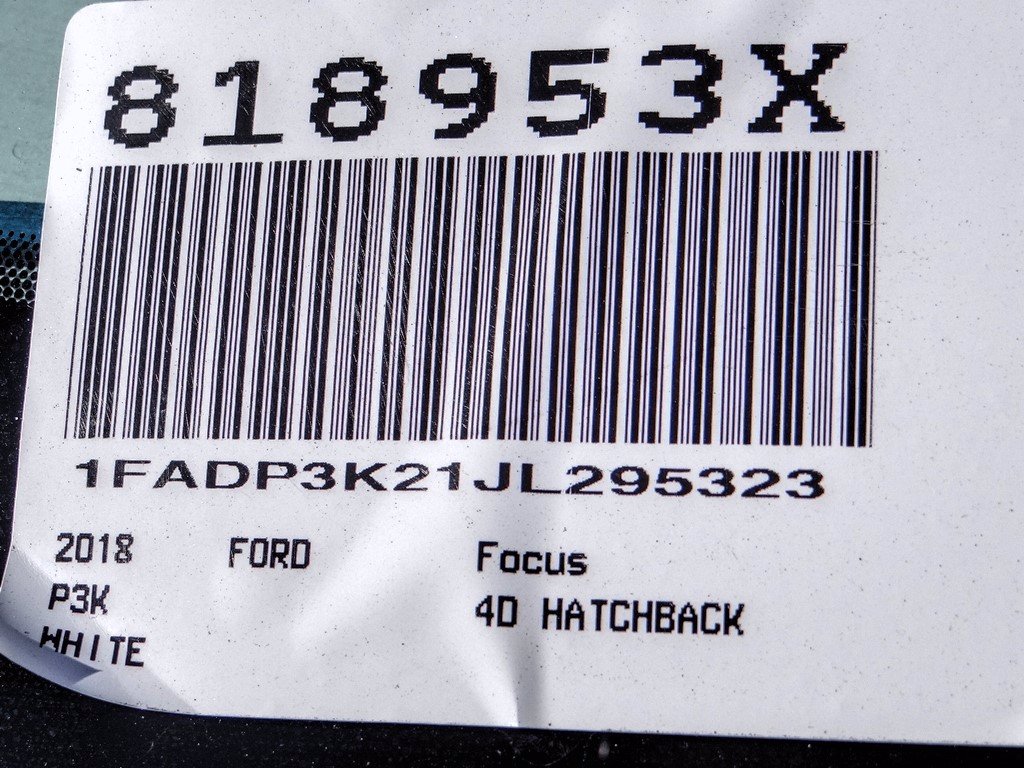 818953X
1FADP3K21JL295323
2018 FORD Focus
P3K 4D HATCHBACK
WHITE